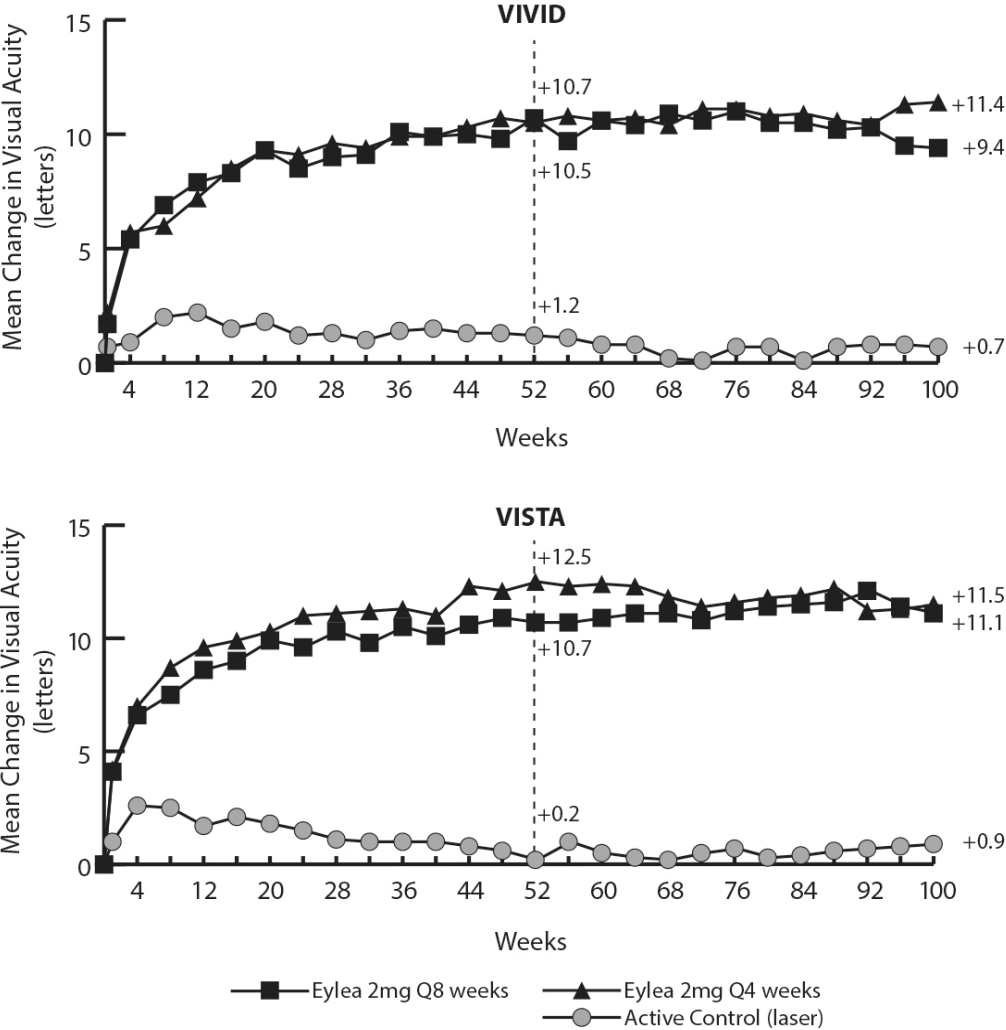 VIVID
Mean Change in Visual Acuity
(letters)
15
10
5
0
+10.7
+10.5
+1.2
+11.4
+9.4
+0.7
4 12 20 28 36 44 52 60 68 76 84 92 100
Weeks
VISTA
Mean Change in Visual Acuity
(letters)
15
10
5
0
+12.5
+10.7
+0.2
+11.5
+11.1
+0.9
4 12 20 28 36 44 52 60 68 76 84 92 100
Weeks
Eylea 2mg Q8 weeks
Eylea 2mg Q4 weeks
Active Control (laser)